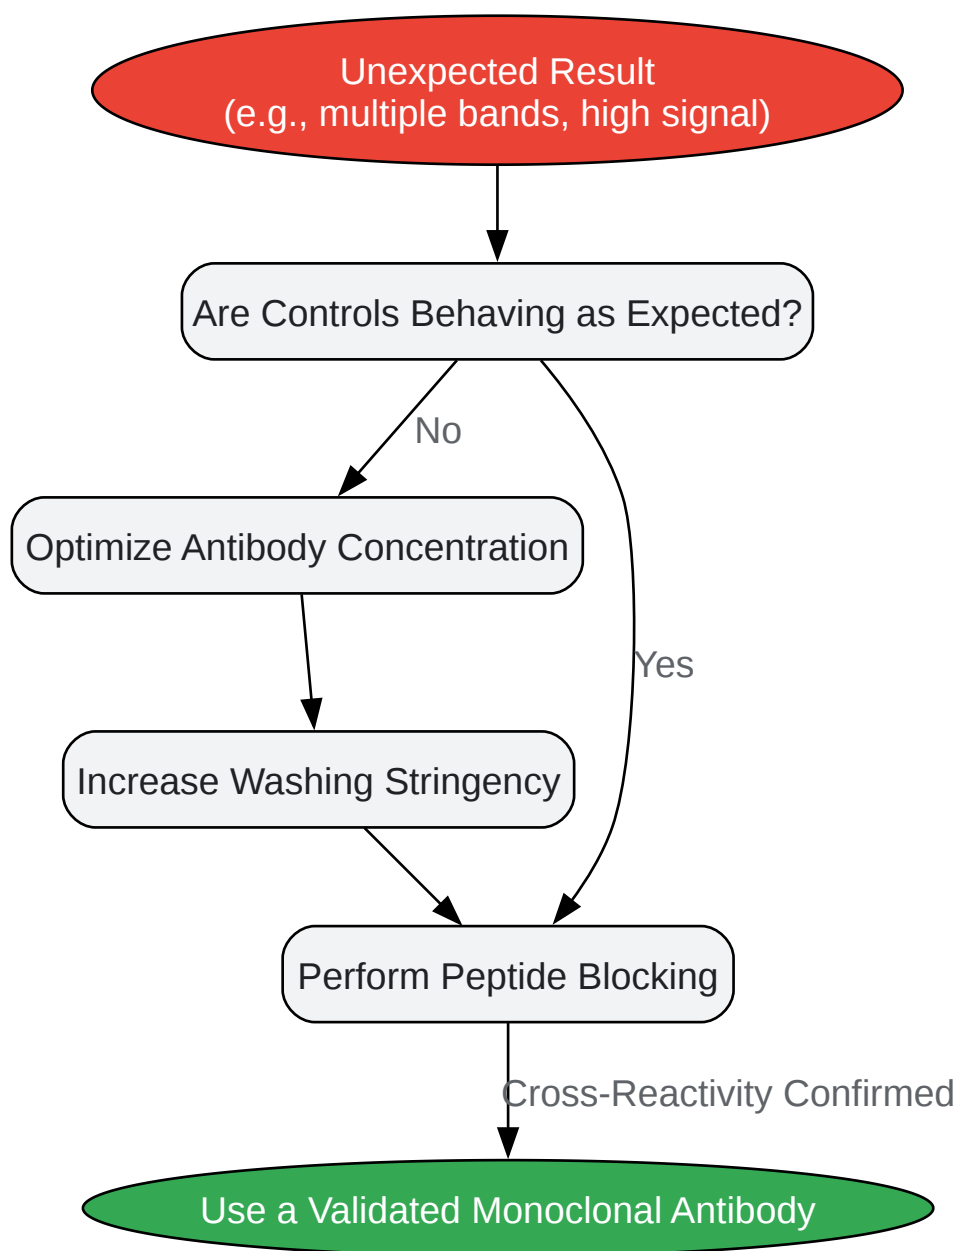 Unexpected Result
(e.g., multiple bands, high signal)
Are Controls Behaving as Expected?
No
Optimize Antibody Concentration
Yes
Increase Washing Stringency
Perform Peptide Blocking
Cross-Reactivity Confirmed
Use a Validated Monoclonal Antibody